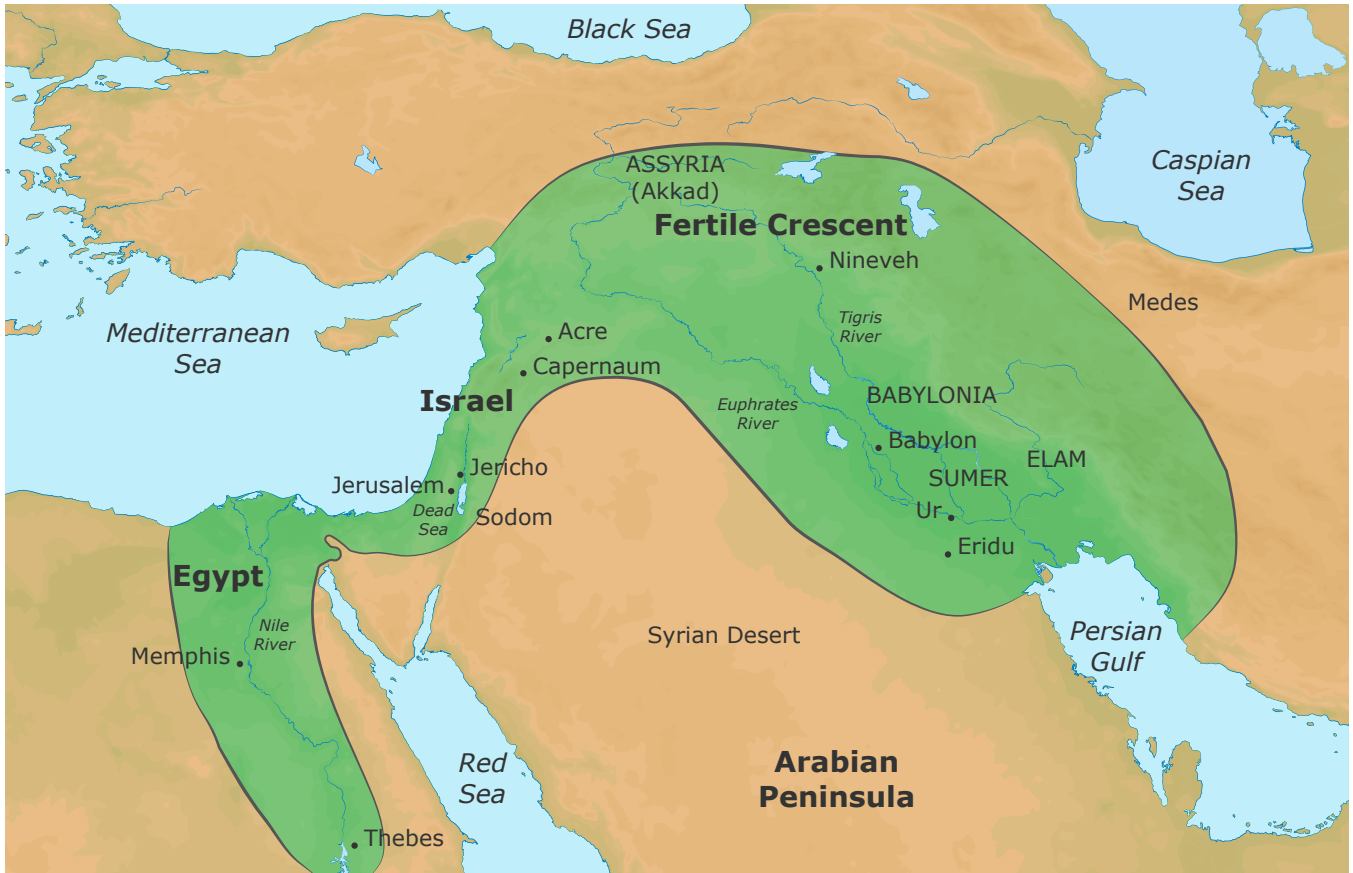 Black Sea
Caspian
Sea
ASSYRIA
(Akkad)
Fertile Crescent
Nineveh
Medes
Mediterranean
Sea
Acre
Tigris
River
Capernaum
Israel
BABYLONIA
Euphrates
River
Babylon
Jericho
ELAM
SUMER
Jerusalem
Dead
Sea
Sodom
Ur
Eridu
Egypt
Nile
River
Memphis
Syrian Desert
Persian
Gulf
Red
Sea
Arabian
Peninsula
Thebes